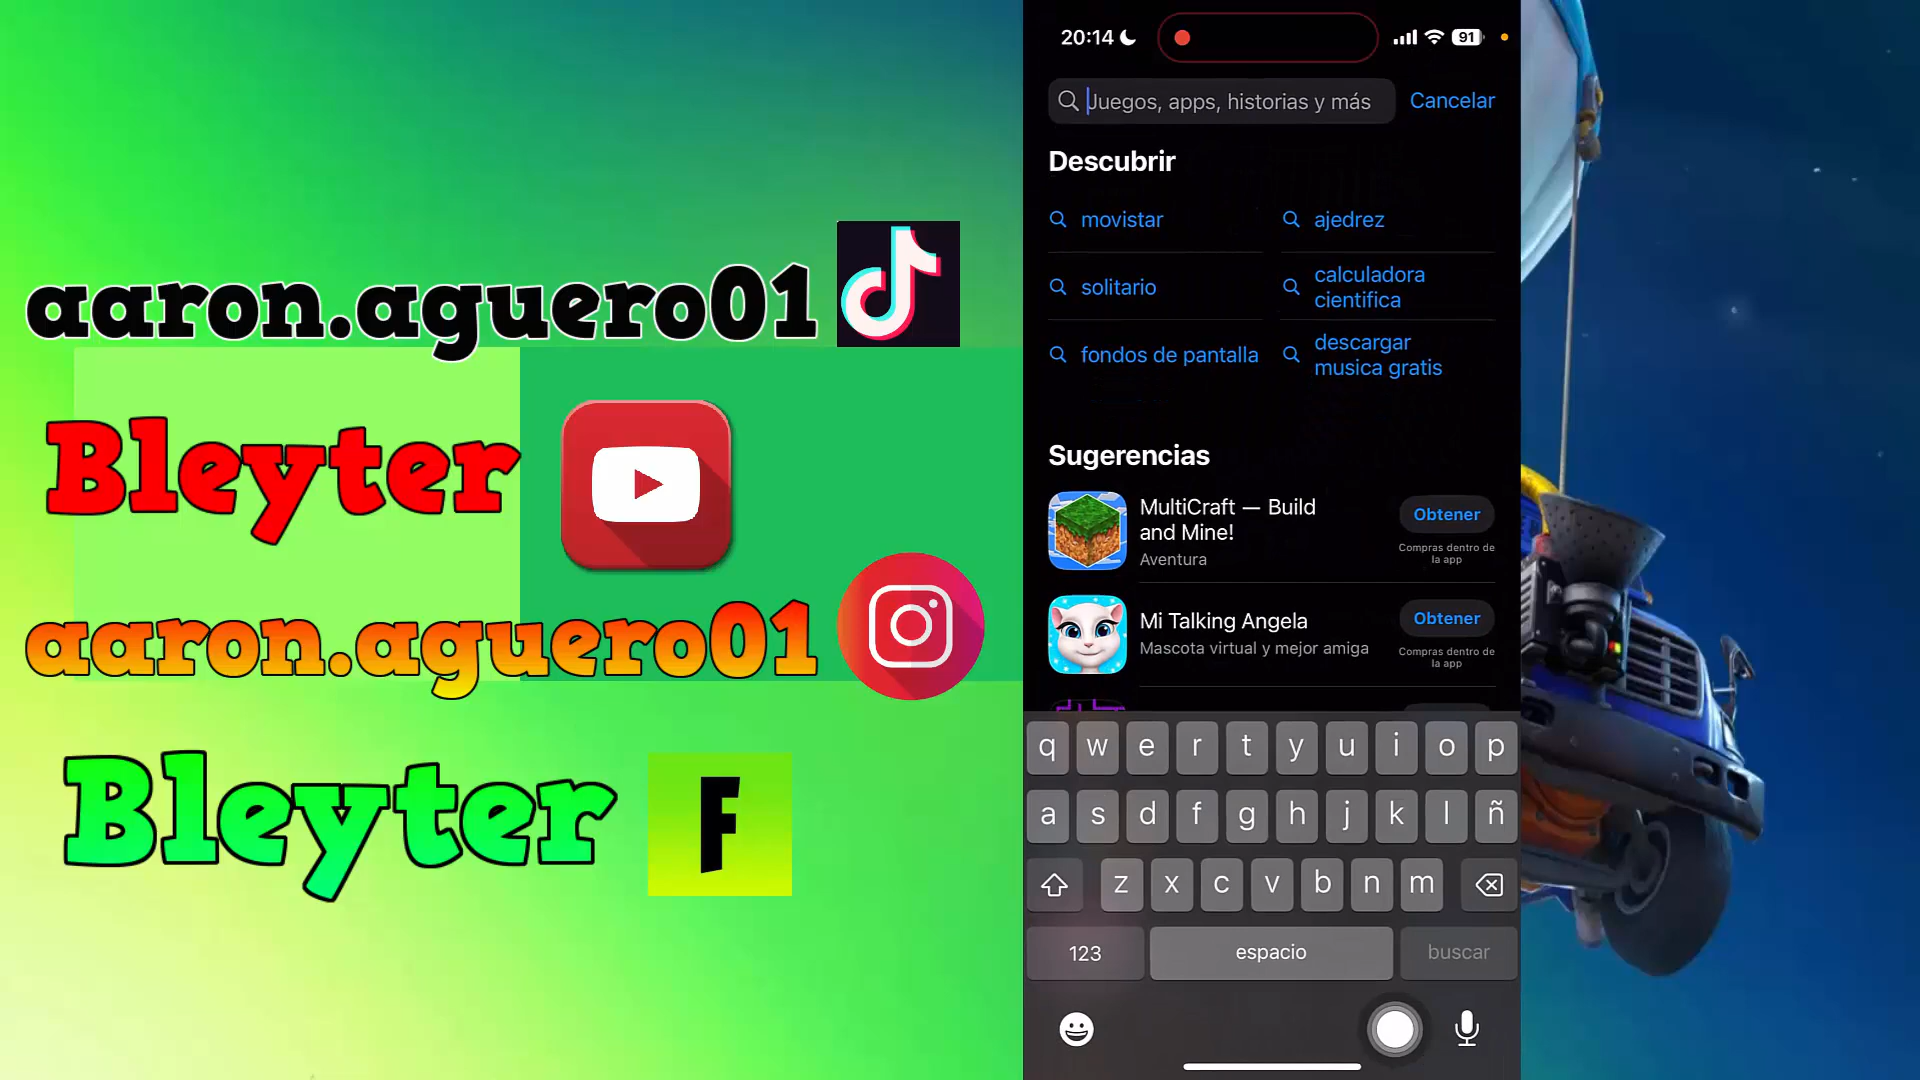 aaron.aguero01
Bleyter
aaron.aguero01
Bleyter
F
20:14
91
Juegos, apps, historias y más
Cancelar
Descubrir
movistar
ajedrez
solitario
calculadora
cientifica
fondos de pantalla
descargar
musica gratis
Sugerencias
MultiCraft — Build
and Mine!
Aventura
Obtener
Compras dentro de
la app
Mi Talking Angela
Mascota virtual y mejor amiga
Obtener
Compras dentro de
la app
q w e r t y u i o p
a s d f g h j k l ñ
z x c v b n m
123
espacio
buscar